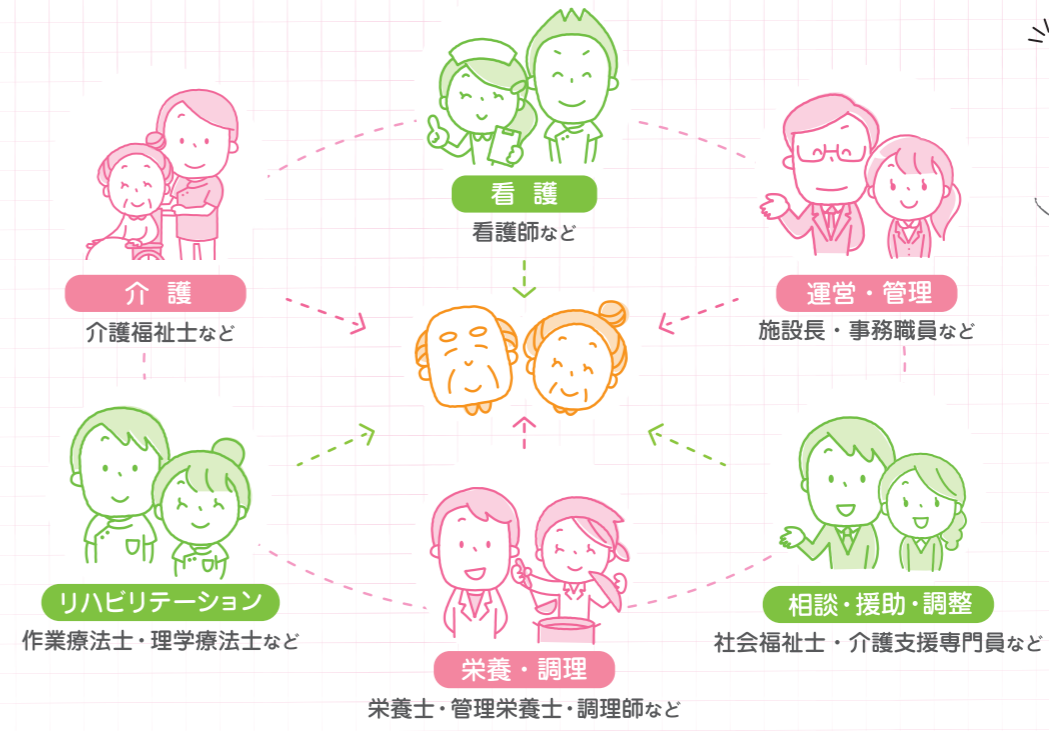 看護
看護師など
介護
介護福祉士など
運営・管理
施設長・事務職員など
リハビリテーション
作業療法士・理学療法士など
相談・援助・調整
社会福祉士・介護支援専門員など
栄養・調理
栄養士・管理栄養士・調理師など